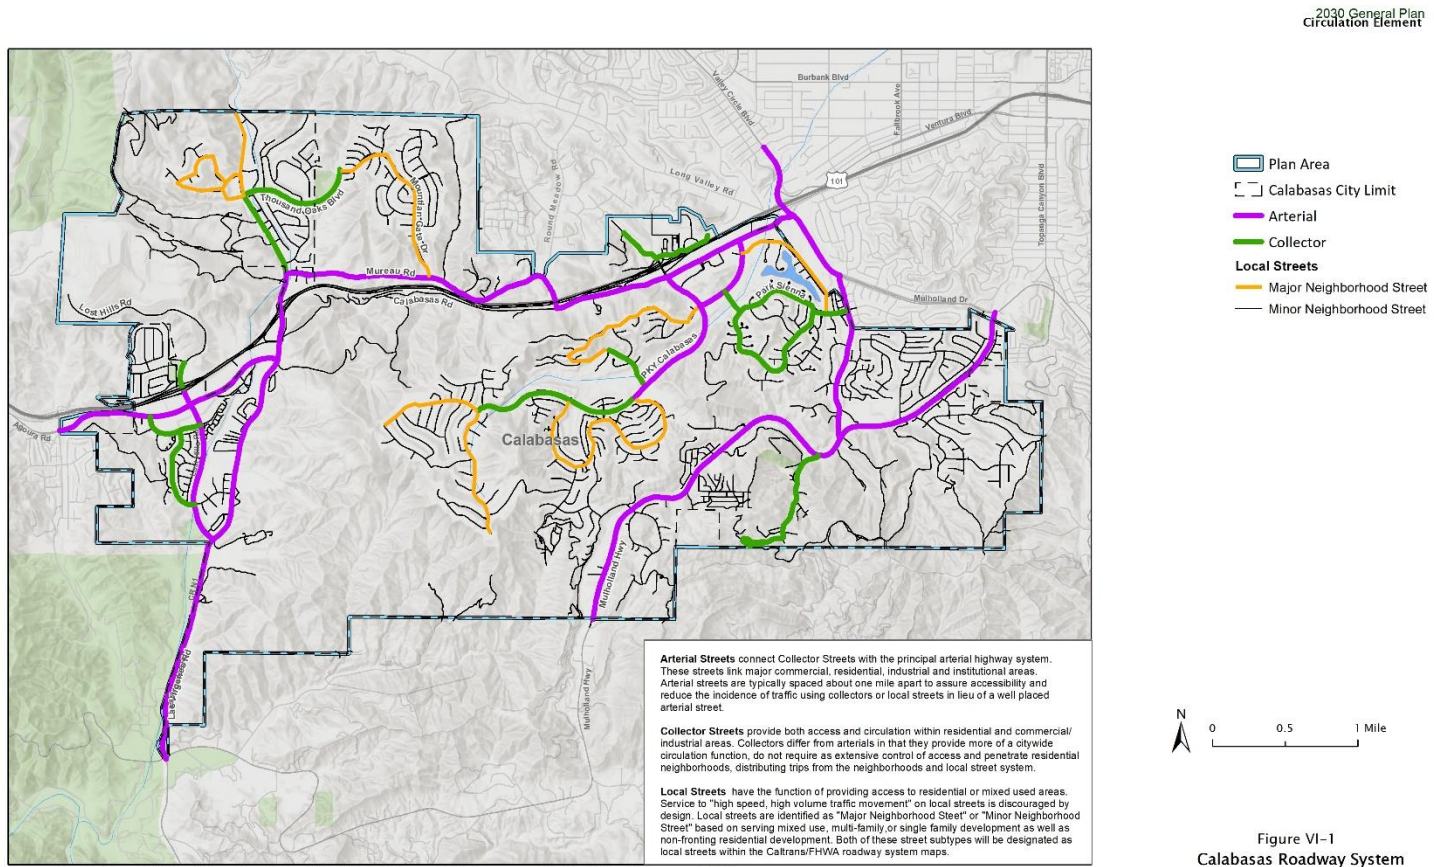 2030 General Plan
Circulation Element
Burbank Blvd
Valley Circle Blvd
Fallbrook Ave
Ventura Blvd
101
Long Valley Rd
Round Meadow Rd
Topanga Canyon Blvd
Thousand Oaks Blvd
Mountain Gate Dr
Mureau Rd
Calabasas Rd
Lost Hills Rd
Park Sienna
Mulholland Dr
PKY Calabasas
Agoura Rd
Calabasas
Mulholland Hwy
CR N1
Las Virgenes Rd
Mulholland Hwy
Plan Area
Calabasas City Limit
Arterial
Collector
Local Streets
Major Neighborhood Street
Minor Neighborhood Street
Arterial Streets connect Collector Streets with the principal arterial highway system.
These streets link major commercial, residential, industrial and institutional areas.
Arterial streets are typically spaced about one mile apart to assure accessibility and
reduce the incidence of traffic using collectors or local streets in lieu of a well placed
arterial street.
Collector Streets provide both access and circulation within residential and commercial/
industrial areas. Collectors differ from arterials in that they provide more of a citywide
circulation function, do not require as extensive control of access and penetrate residential
neighborhoods, distributing trips from the neighborhoods and local street system.
Local Streets have the function of providing access to residential or mixed used areas.
Service to "high speed, high volume traffic movement" on local streets is discouraged by
design. Local streets are identified as "Major Neighborhood Steet" or "Minor Neighborhood
Street" based on serving mixed use, multi-family,or single family development as well as
non-fronting residential development. Both of these street subtypes will be designated as
local streets within the Caltrans/FHWA roadway system maps.
N
0 0.5 1 Mile
Figure VI-1
Calabasas Roadway System